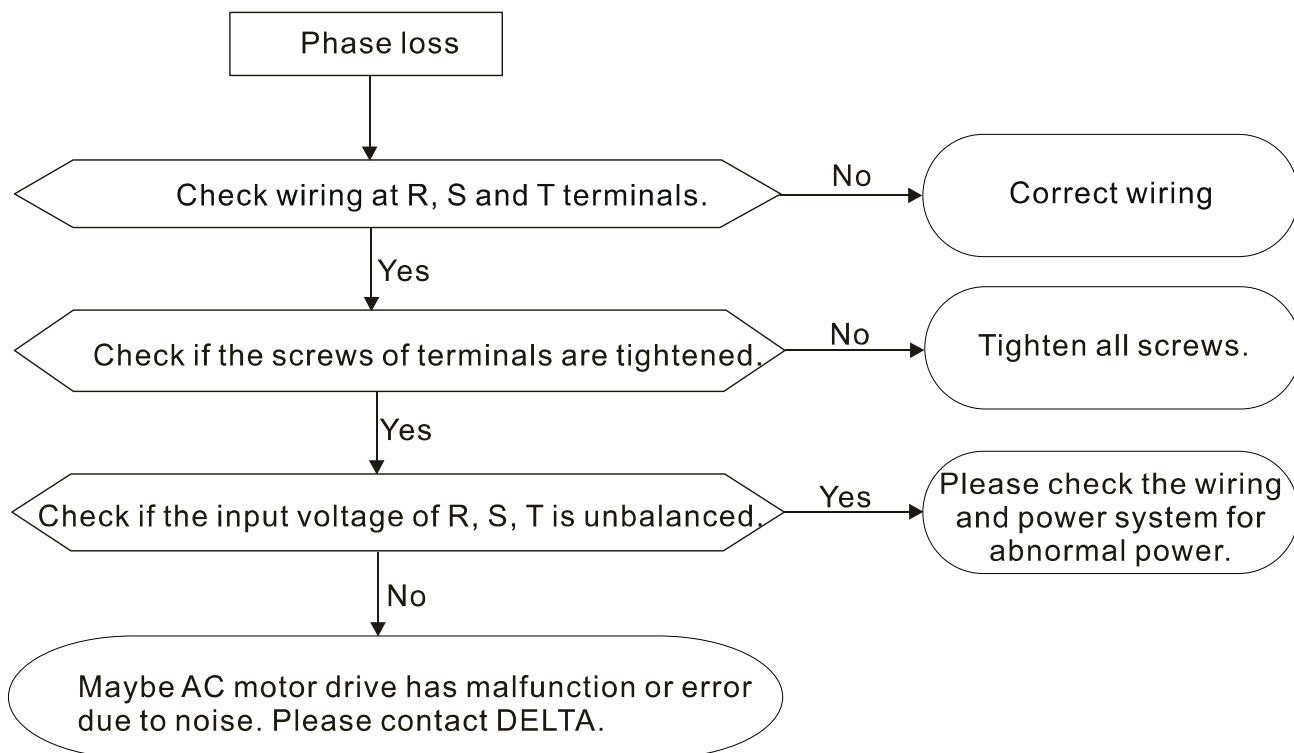 Phase loss
Check wiring at R, S and T terminals.
No
Correct wiring
Yes
Check if the screws of terminals are tightened.
No
Tighten all screws.
Yes
Check if the input voltage of R, S, T is unbalanced.
Yes
Please check the wiring
and power system for
abnormal power.
No
Maybe AC motor drive has malfunction or error
due to noise. Please contact DELTA.